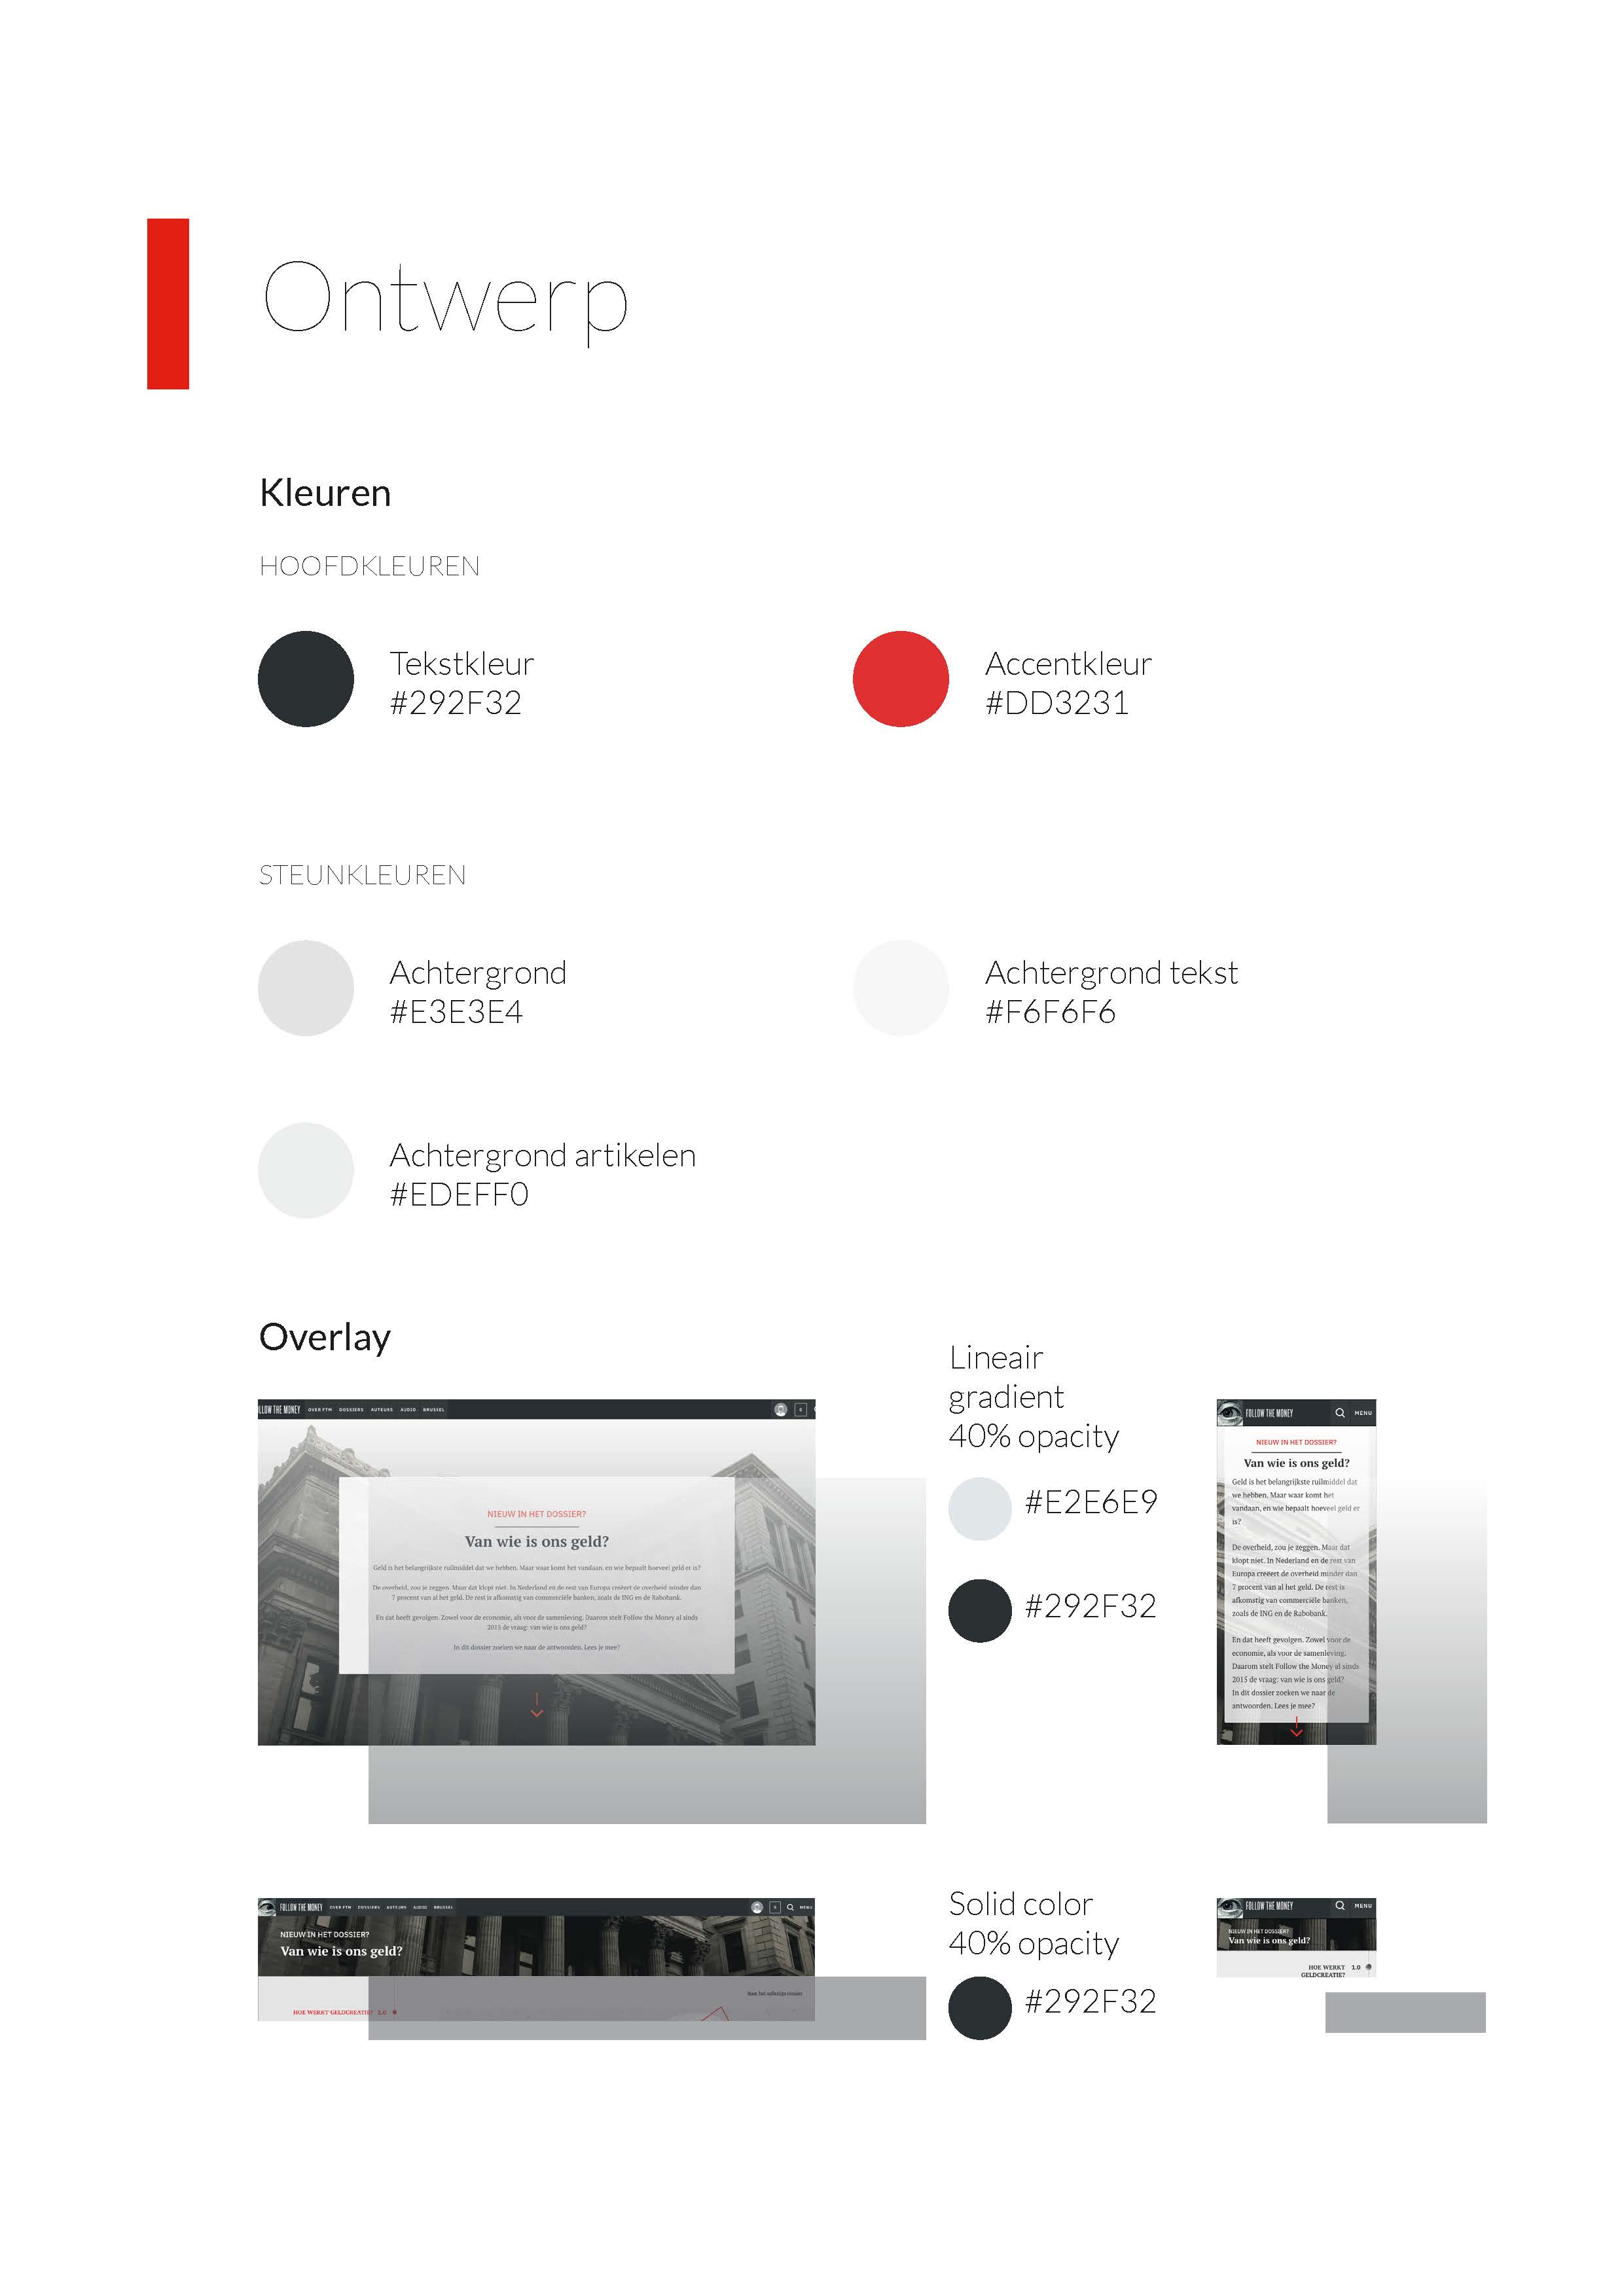 Ontwerp
Kleuren
HOOFDKLEUREN
Tekstkleur
#292F32
Accentkleur
#DD3231
STEUNKLEUREN
Achtergrond
#E3E3E4
Achtergrond tekst
#F6F6F6
Achtergrond artikelen
#EDEFF0
Overlay
LLOW THE MONEY OVER FTM DOSSIERS AUTEURS AUDIO BRUSSEL
NIEUW IN HET DOSSIER?
Van wie is ons geld?
Geld is het belangrijkste ruilmiddel dat we hebben. Maar waar komt het vandaan, en wie bepaalt hoeveel geld er is?
De overheid, zou je zeggen. Maar dat klopt niet. In Nederland en de rest van Europa creëert de overheid minder dan
7 procent van al het geld. De rest is afkomstig van commerciële banken, zoals de ING en de Rabobank.
En dat heeft gevolgen. Zowel voor de economie, als voor de samenleving. Daarom stelt Follow the Money al sinds
2015 de vraag: van wie is ons geld?
In dit dossier zoeken we naar de antwoorden. Lees je mee?
Lineair
gradient
40% opacity
#E2E6E9
#292F32
FOLLOW THE MONEY MENU
NIEUW IN HET DOSSIER?
Van wie is ons geld?
Geld is het belangrijkste ruilmiddel dat
we hebben. Maar waar komt het
vandaan, en wie bepaalt hoeveel geld er
is?
De overheid, zou je zeggen. Maar dat
klopt niet. In Nederland en de rest van
Europa creëert de overheid minder dan
7 procent van al het geld. De rest is
afkomstig van commerciële banken,
zoals de ING en de Rabobank.
En dat heeft gevolgen. Zowel voor de
economie, als voor de samenleving.
Daarom stelt Follow the Money al sinds
2015 de vraag: van wie is ons geld?
In dit dossier zoeken we naar de
antwoorden. Lees je mee?
FOLLOW THE MONEY OVER FTM DOSSIERS AUTEURS AUDIO BRUSSEL MENU
NIEUW IN HET DOSSIER?
Van wie is ons geld?
Naar het volledige dossier
HOE WERKT GELDCREATIE? 1.0
Solid color
40% opacity
#292F32
FOLLOW THE MONEY MENU
NIEUW IN HET DOSSIER?
Van wie is ons geld?
HOE WERKT 1.0
GELDCREATIE?